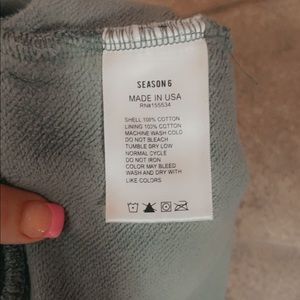 SEASON 6
MADE IN USA
RN#155534
SHELL 100% COTTON
LINING 100% COTTON
MACHINE WASH COLD
DO NOT BLEACH
TUMBLE DRY LOW
NORMAL CYCLE
DO NOT IRON
COLOR MAY BLEED
WASH AND DRY WITH
LIKE COLORS